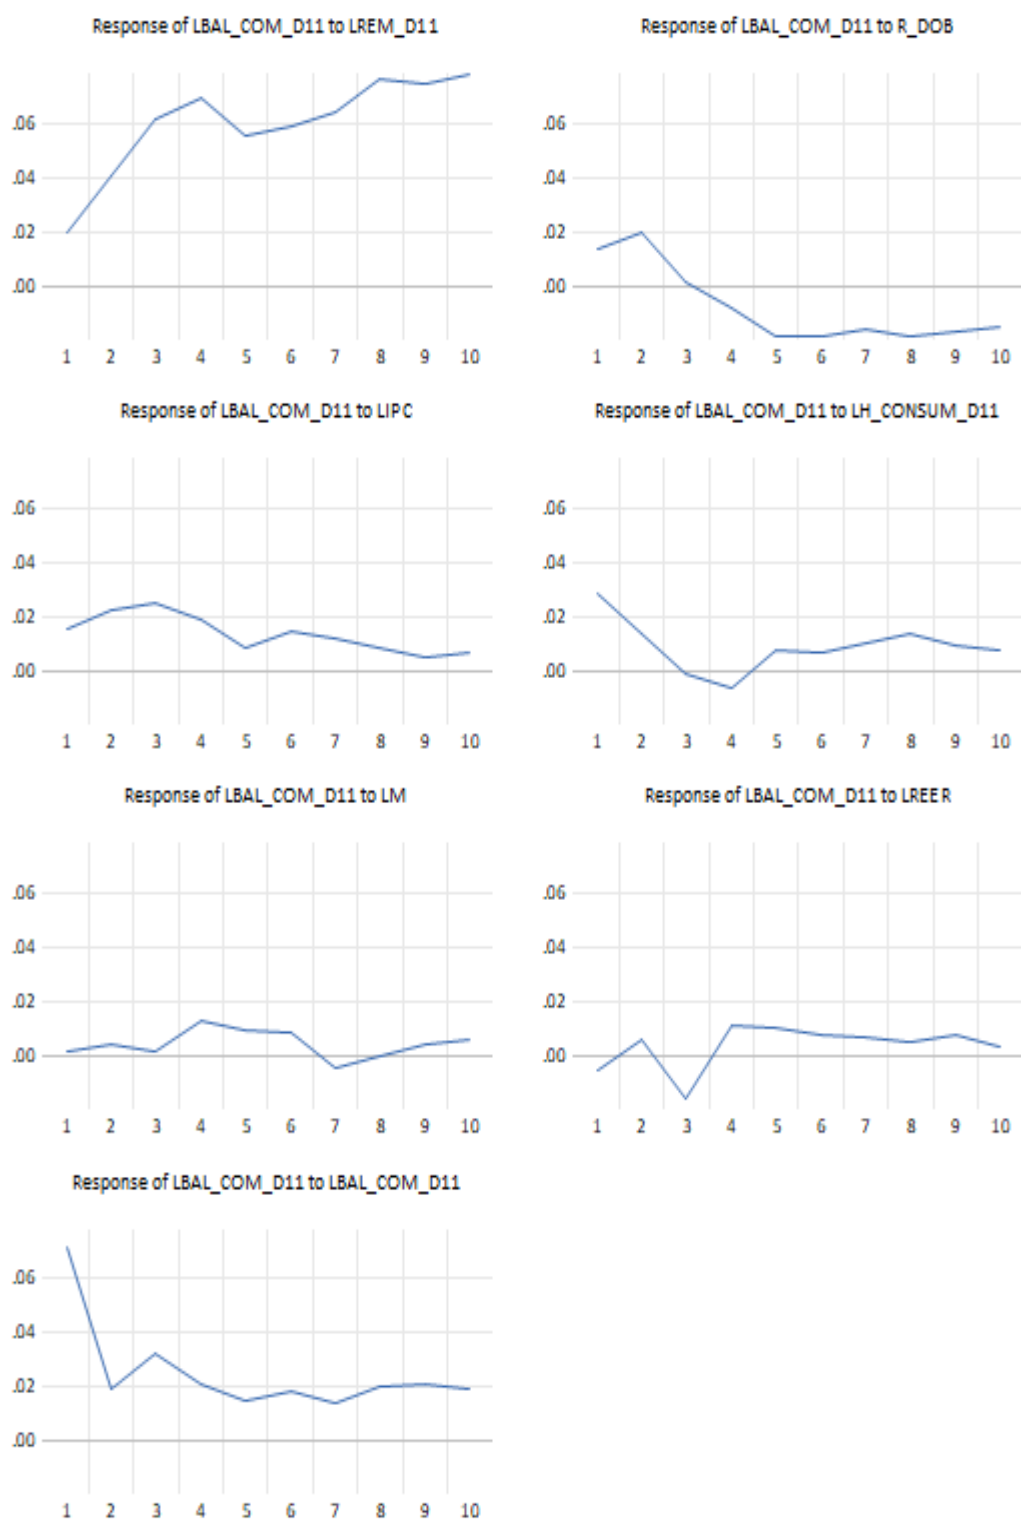 Response of LBAL_COM_D11 to LREM_D11
.06
.04
.02
.00
1 2 3 4 5 6 7 8 9 10
Response of LBAL_COM_D11 to R_DOB
.06
.04
.02
.00
1 2 3 4 5 6 7 8 9 10
Response of LBAL_COM_D11 to LIPC
.06
.04
.02
.00
1 2 3 4 5 6 7 8 9 10
Response of LBAL_COM_D11 to LH_CONSUM_D11
.06
.04
.02
.00
1 2 3 4 5 6 7 8 9 10
Response of LBAL_COM_D11 to LM
.06
.04
.02
.00
1 2 3 4 5 6 7 8 9 10
Response of LBAL_COM_D11 to LREER
.06
.04
.02
.00
1 2 3 4 5 6 7 8 9 10
Response of LBAL_COM_D11 to LBAL_COM_D11
.06
.04
.02
.00
1 2 3 4 5 6 7 8 9 10